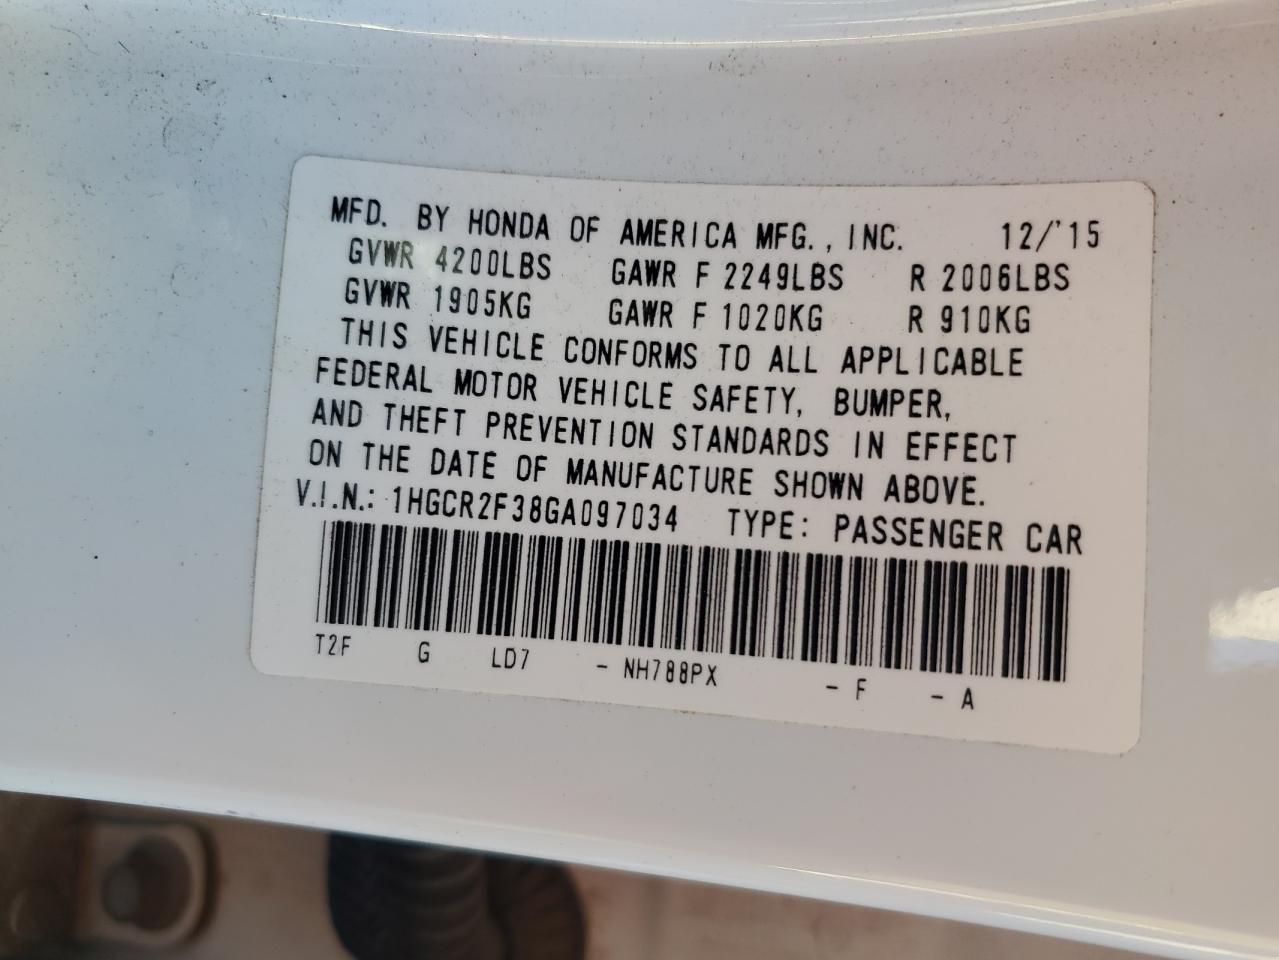 MFD. BY HONDA OF AMERICA MFG., INC. 12/'15
GVWR 4200LBS GAWR F 2249LBS R 2006LBS
GVWR 1905KG GAWR F 1020KG R 910KG
THIS VEHICLE CONFORMS TO ALL APPLICABLE
FEDERAL MOTOR VEHICLE SAFETY, BUMPER,
AND THEFT PREVENTION STANDARDS IN EFFECT
ON THE DATE OF MANUFACTURE SHOWN ABOVE.
V.I.N.: 1HGCR2F38GA097034 TYPE: PASSENGER CAR
T2F G LD7 - NH788PX - F - A